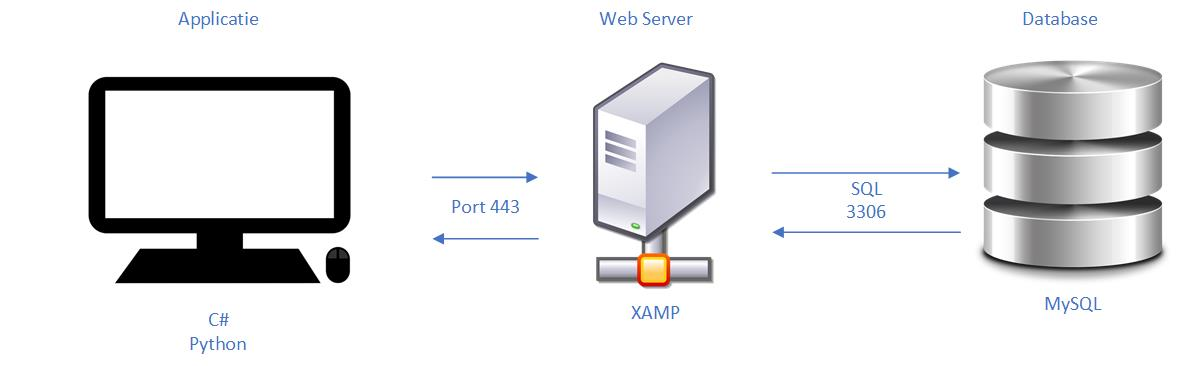 Applicatie
Web Server
Database
Port 443
SQL
3306
C#
Python
XAMP
MySQL